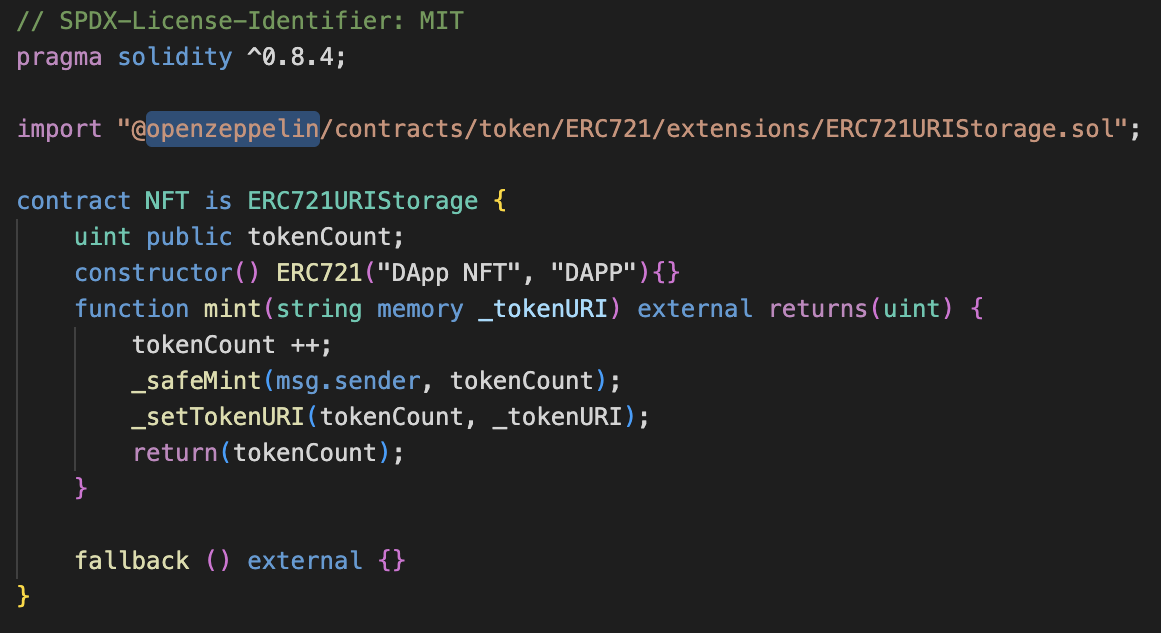 // SPDX-License-Identifier: MIT
pragma solidity ^0.8.4;
import "@openzeppelin/contracts/token/ERC721/extensions/ERC721URIStorage.sol";
contract NFT is ERC721URIStorage {
uint public tokenCount;
constructor() ERC721("DApp NFT", "DAPP"){}
function mint(string memory _tokenURI) external returns(uint) {
tokenCount ++;
_safeMint(msg.sender, tokenCount);
_setTokenURI(tokenCount, _tokenURI);
return(tokenCount);
}
fallback () external {}
}